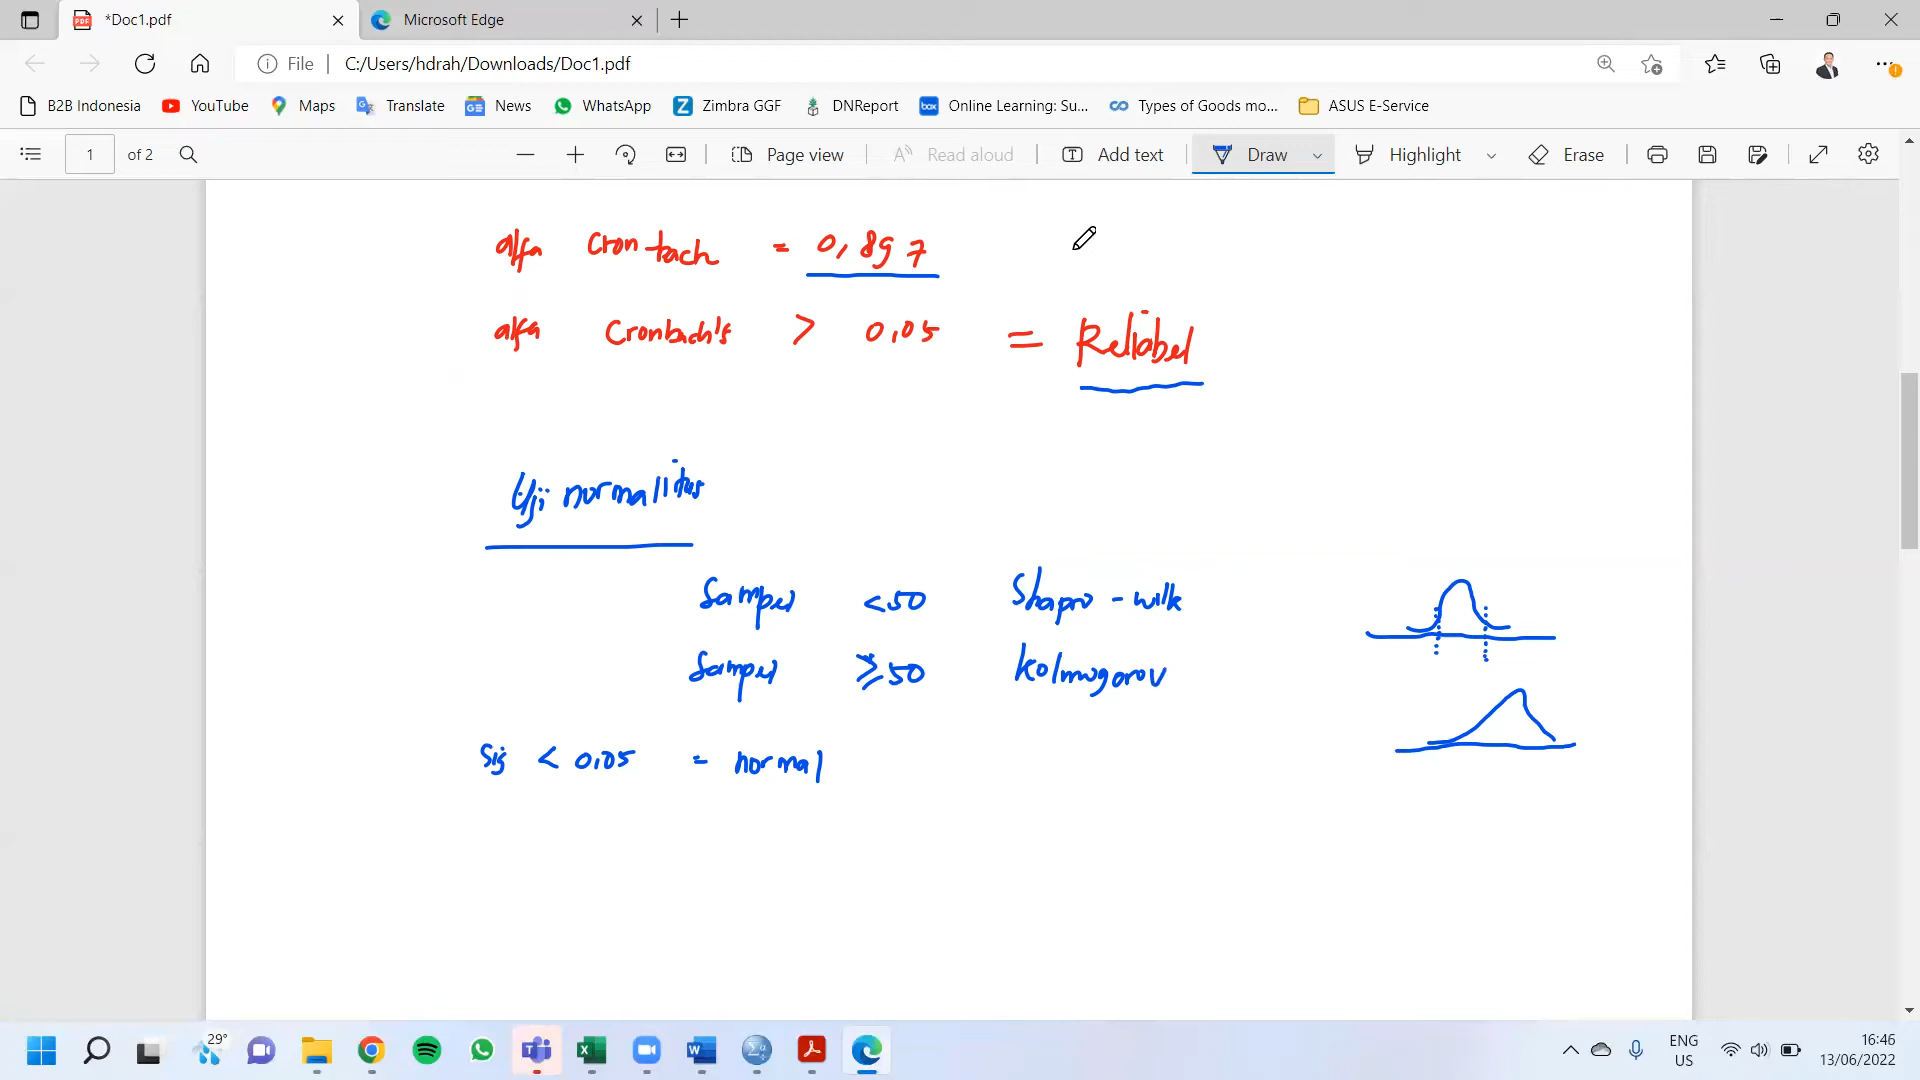 *Doc1.pdf
Microsoft Edge
File
C:/Users/hdrah/Downloads/Doc1.pdf
B2B Indonesia
YouTube
Maps
Translate
News
WhatsApp
Zimbra GGF
DNReport
Online Learning: Su...
Types of Goods mo...
ASUS E-Service
1 of 2
Page view
Read aloud
Add text
Draw
Highlight
Erase
alfa Cronbach = 0,897
alfa Cronbach's > 0,05 = Reliabel
Uji normalitas
Sampel <50 Shapro - wilk
Sampel ≥50 kolmogorov
Sig < 0,05 = normal
29°
ENG
US
16:46
13/06/2022